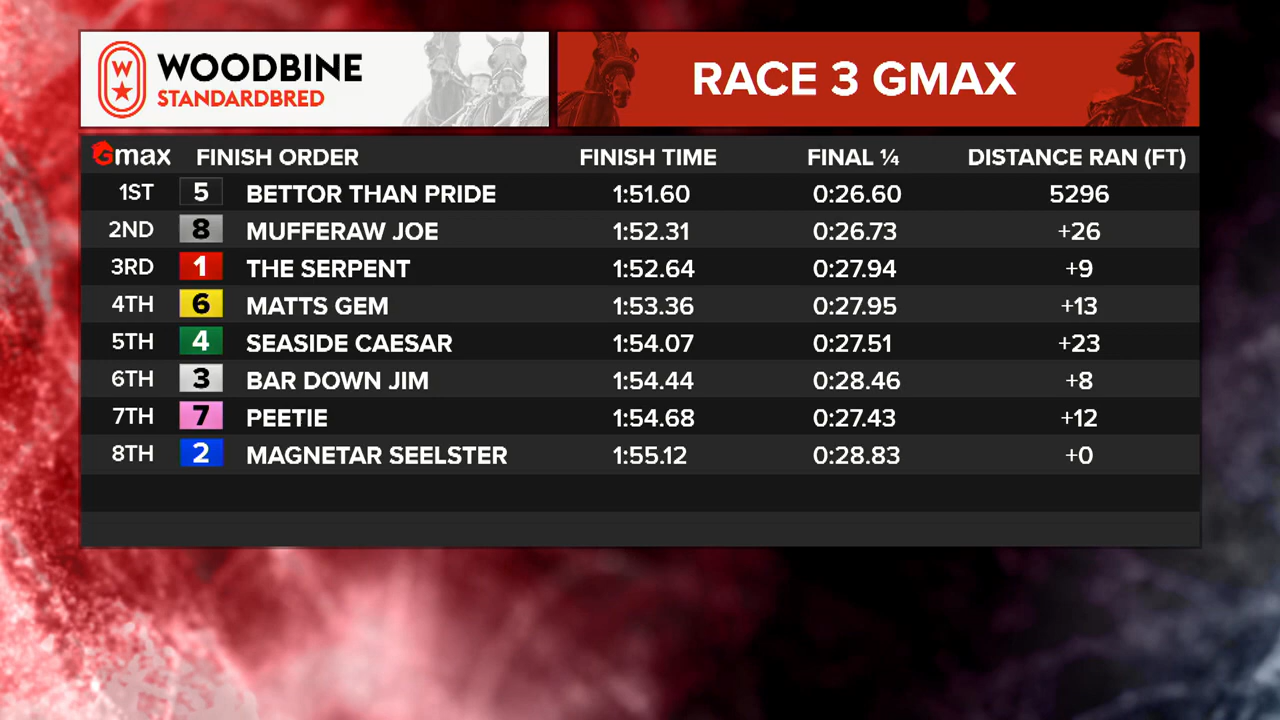 W
WOODBINE
STANDARDBRED
RACE 3 GMAX
Gmax FINISH ORDER FINISH TIME FINAL ¼ DISTANCE RAN (FT)
1ST 5 BETTOR THAN PRIDE 1:51.60 0:26.60 5296
2ND 8 MUFFERAW JOE 1:52.31 0:26.73 +26
3RD 1 THE SERPENT 1:52.64 0:27.94 +9
4TH 6 MATTS GEM 1:53.36 0:27.95 +13
5TH 4 SEASIDE CAESAR 1:54.07 0:27.51 +23
6TH 3 BAR DOWN JIM 1:54.44 0:28.46 +8
7TH 7 PEETIE 1:54.68 0:27.43 +12
8TH 2 MAGNETAR SEELSTER 1:55.12 0:28.83 +0